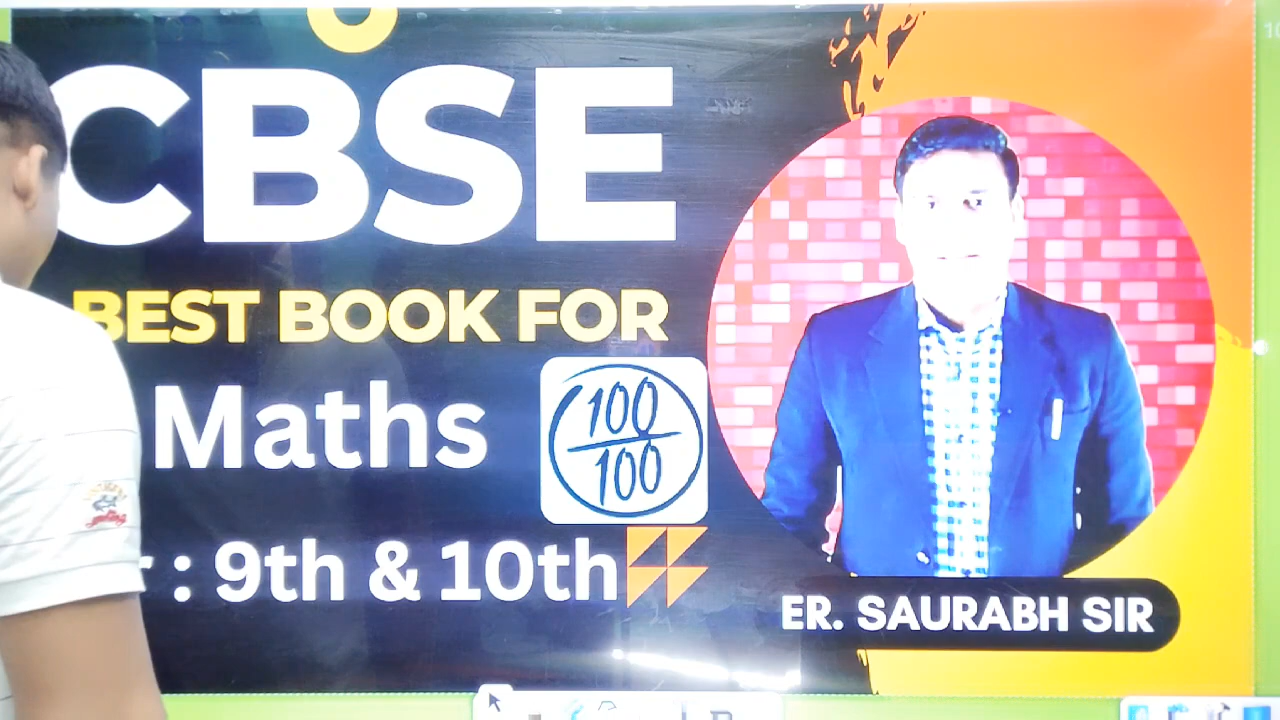 CBSE
BEST BOOK FOR
Maths
100
100
r : 9th & 10th
ER. SAURABH SIR